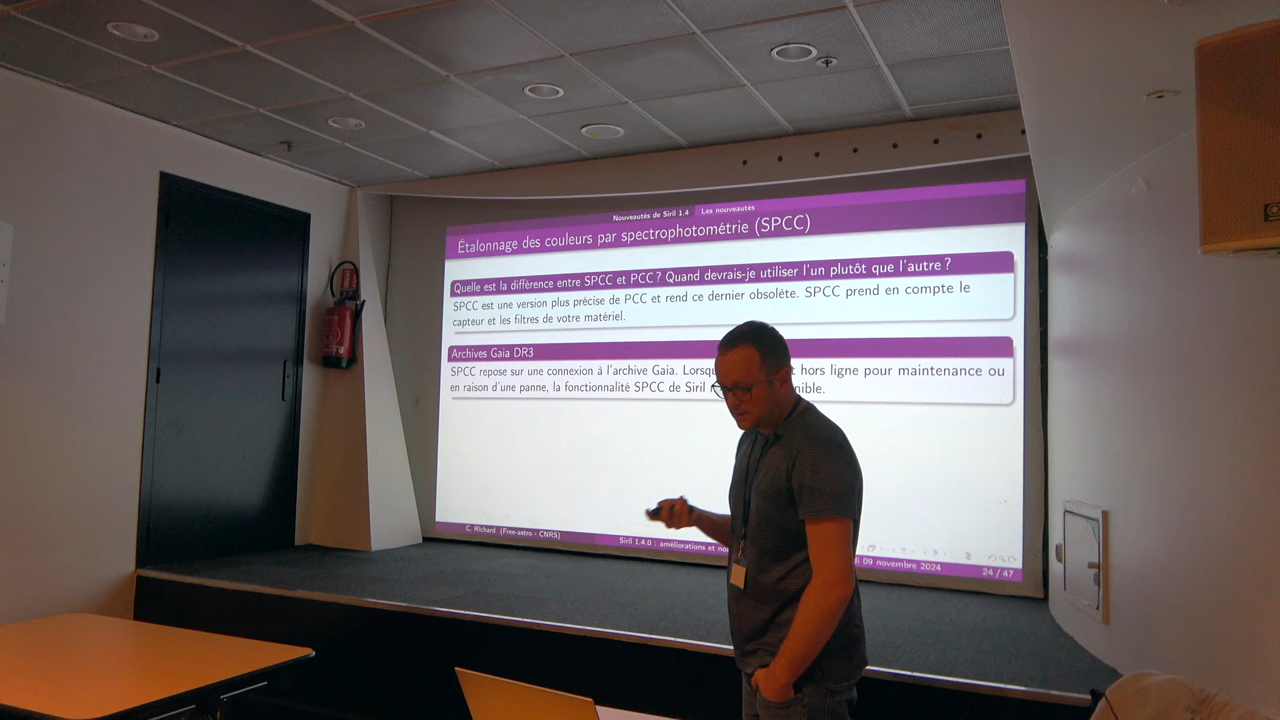 Nouveautés de Siril 1.4 Les nouveautés
Étalonnage des couleurs par spectrophotométrie (SPCC)
Quelle est la différence entre SPCC et PCC ? Quand devrais-je utiliser l'un plutôt que l'autre ?
SPCC est une version plus précise de PCC et rend ce dernier obsolète. SPCC prend en compte le
capteur et les filtres de votre matériel.
Archives Gaia DR3
SPCC repose sur une connexion à l'archive Gaia. Lorsqu hors ligne pour maintenance ou
en raison d'une panne, la fonctionnalité SPCC de Siril nible.
C. Richard (Free-astro - CNRS) Siril 1.4.0 : améliorations et no di 09 novembre 2024 24 / 47